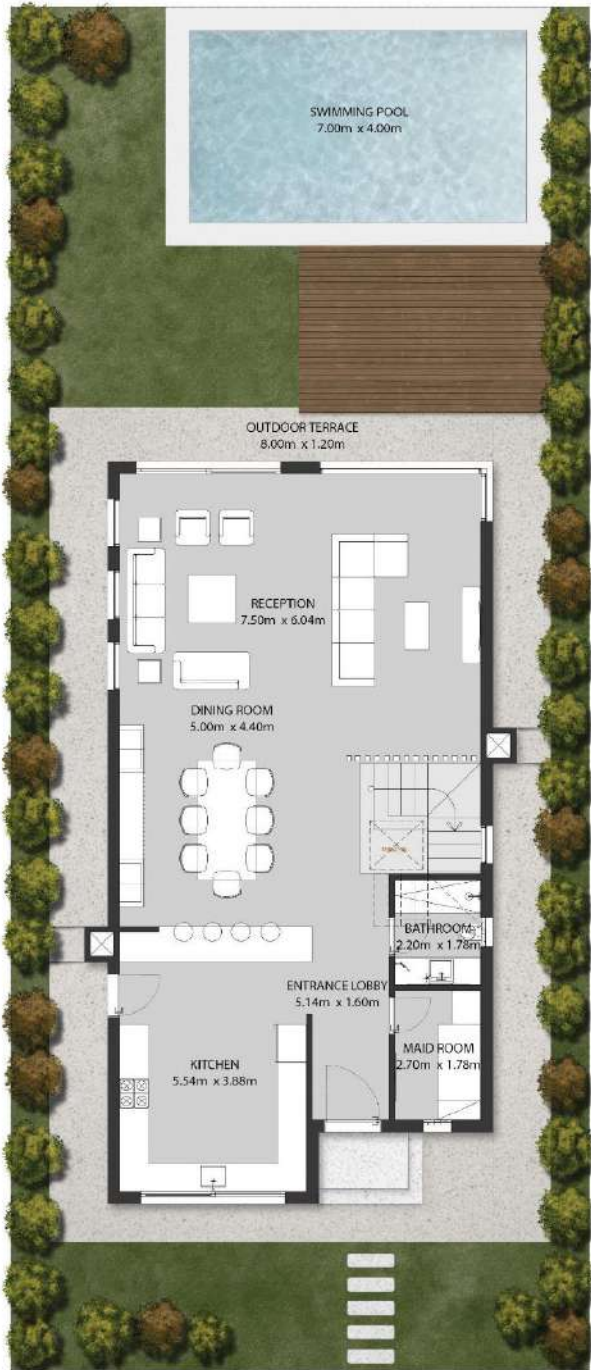 SWIMMING POOL
7.00m x 4.00m
OUTDOOR TERRACE
8.00m x 1.20m
RECEPTION
7.50m x 6.04m
DINING ROOM
5.00m x 4.40m
BATHROOM
2.20m x 1.78m
ENTRANCE LOBBY
5.14m x 1.60m
MAID ROOM
2.70m x 1.78m
KITCHEN
5.54m x 3.88m